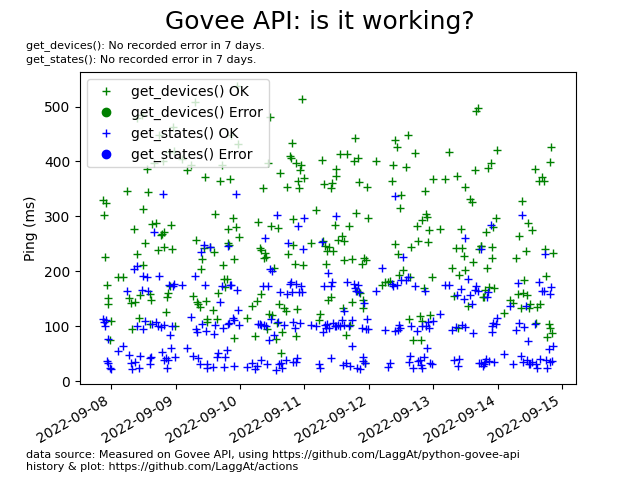 Govee API: is it working?
get_devices(): No recorded error in 7 days.
get_states(): No recorded error in 7 days.
get_devices() OK
get_devices() Error
get_states() OK
get_states() Error
Ping (ms)
500
400
300
200
100
0
2022-09-08
2022-09-09
2022-09-10
2022-09-11
2022-09-12
2022-09-13
2022-09-14
2022-09-15
data source: Measured on Govee API, using https://github.com/LaggAt/python-govee-api
history & plot: https://github.com/LaggAt/actions